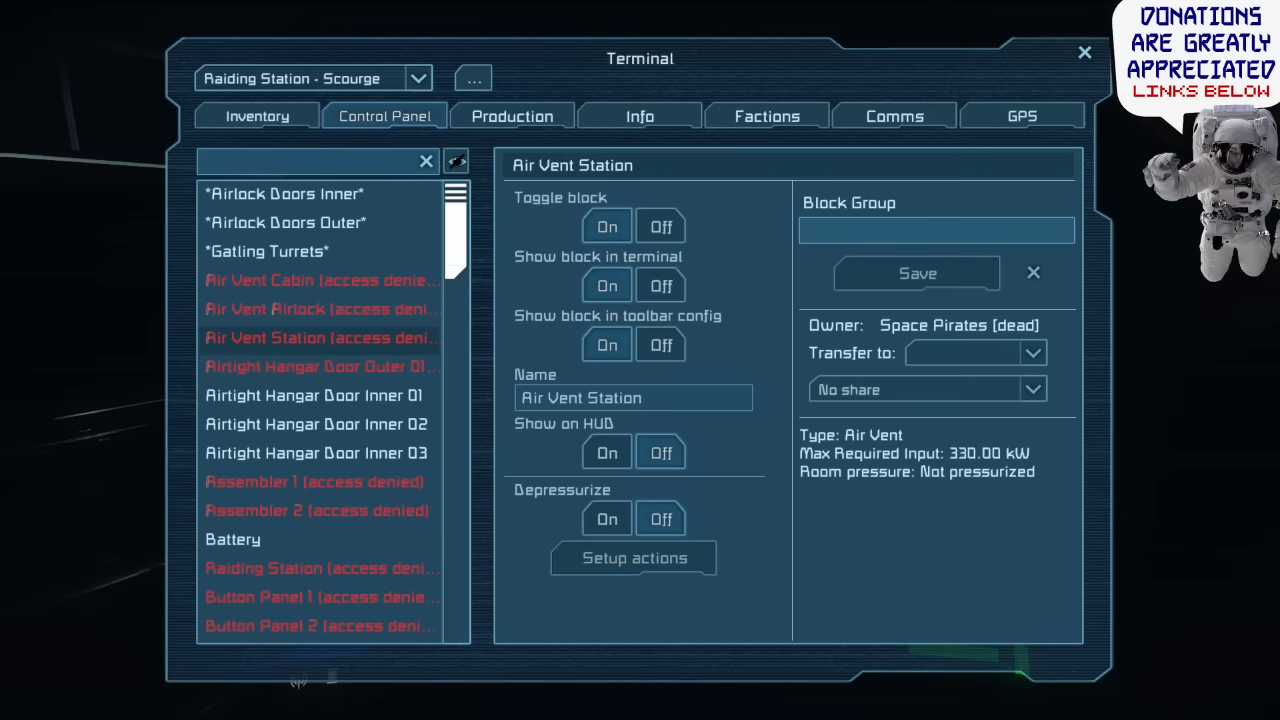 DONATIONS
ARE GREATLY
APPRECIATED
LINKS BELOW
Terminal
Raiding Station - Scourge
...
Inventory
Control Panel
Production
Info
Factions
Comms
GPS
*Airlock Doors Inner*
*Airlock Doors Outer*
*Gatling Turrets*
Air Vent Cabin (access denie...
Air Vent Airlock (access deni...
Air Vent Station (access deni...
Airtight Hangar Door Outer 01...
Airtight Hangar Door Inner 01
Airtight Hangar Door Inner 02
Airtight Hangar Door Inner 03
Assembler 1 (access denied)
Assembler 2 (access denied)
Battery
Raiding Station (access deni...
Button Panel 1 (access denie...
Button Panel 2 (access deni...
Air Vent Station
Toggle block
On Off
Show block in terminal
On Off
Show block in toolbar config
On Off
Name
Air Vent Station
Show on HUD
On Off
Depressurize
On Off
Setup actions
Block Group
Save
Owner: Space Pirates [dead]
Transfer to:
No share
Type: Air Vent
Max Required Input: 330.00 kW
Room pressure: Not pressurized